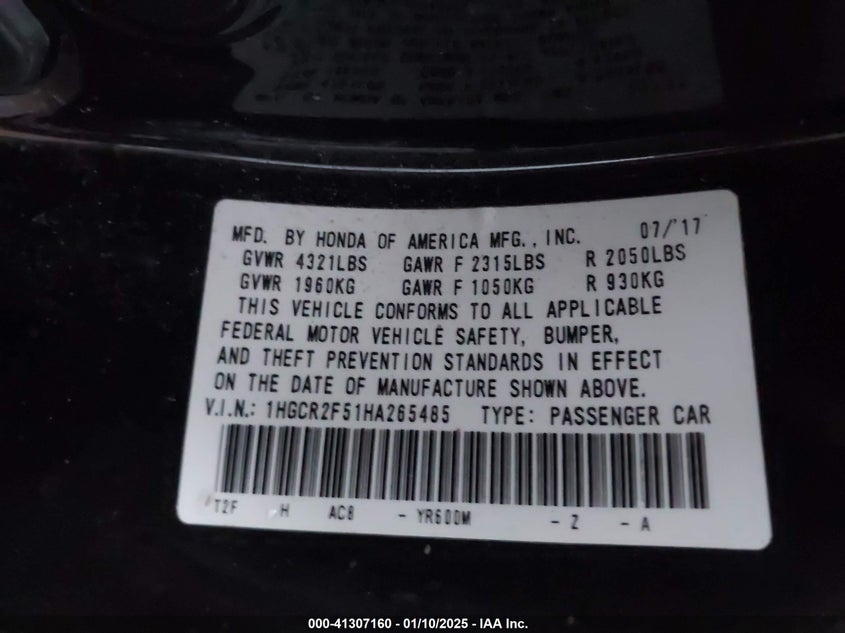 MFD. BY HONDA OF AMERICA MFG., INC. 07/'17
GVWR 4321LBS GAWR F 2315LBS R 2050LBS
GVWR 1960KG GAWR F 1050KG R 930KG
THIS VEHICLE CONFORMS TO ALL APPLICABLE
FEDERAL MOTOR VEHICLE SAFETY, BUMPER,
AND THEFT PREVENTION STANDARDS IN EFFECT
ON THE DATE OF MANUFACTURE SHOWN ABOVE.
V.I.N.: 1HGCR2F51HA265485 TYPE: PASSENGER CAR
T2F H AC8 - YR600M - Z - A
000-41307160 - 01/10/2025 - IAA Inc.